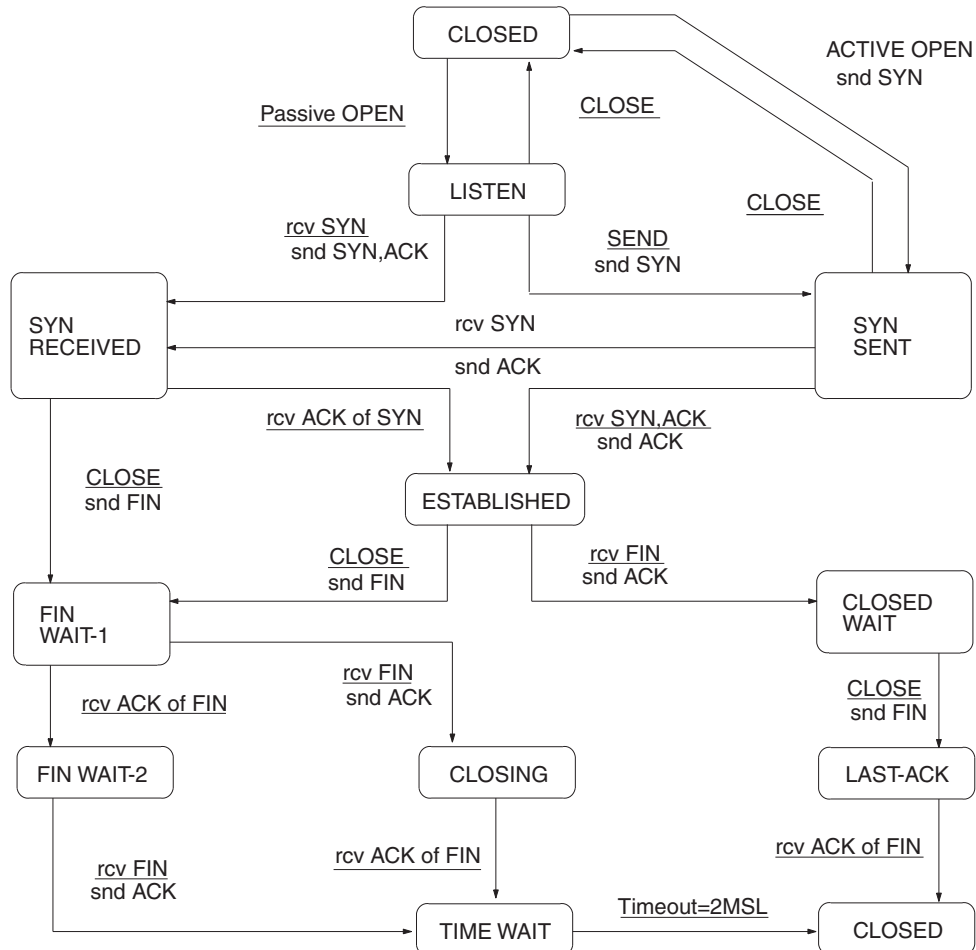 CLOSED
ACTIVE OPEN
snd SYN
Passive OPEN
CLOSE
LISTEN
CLOSE
rcv SYN
snd SYN,ACK
SEND
snd SYN
SYN
RECEIVED
rcv SYN
SYN
SENT
snd ACK
rcv ACK of SYN
rcv SYN,ACK
snd ACK
CLOSE
snd FIN
ESTABLISHED
CLOSE
snd FIN
rcv FIN
snd ACK
FIN
WAIT-1
CLOSED
WAIT
rcv ACK of FIN
rcv FIN
snd ACK
CLOSE
snd FIN
FIN WAIT-2
CLOSING
LAST-ACK
rcv FIN
snd ACK
rcv ACK of FIN
rcv ACK of FIN
TIME WAIT
Timeout=2MSL
CLOSED